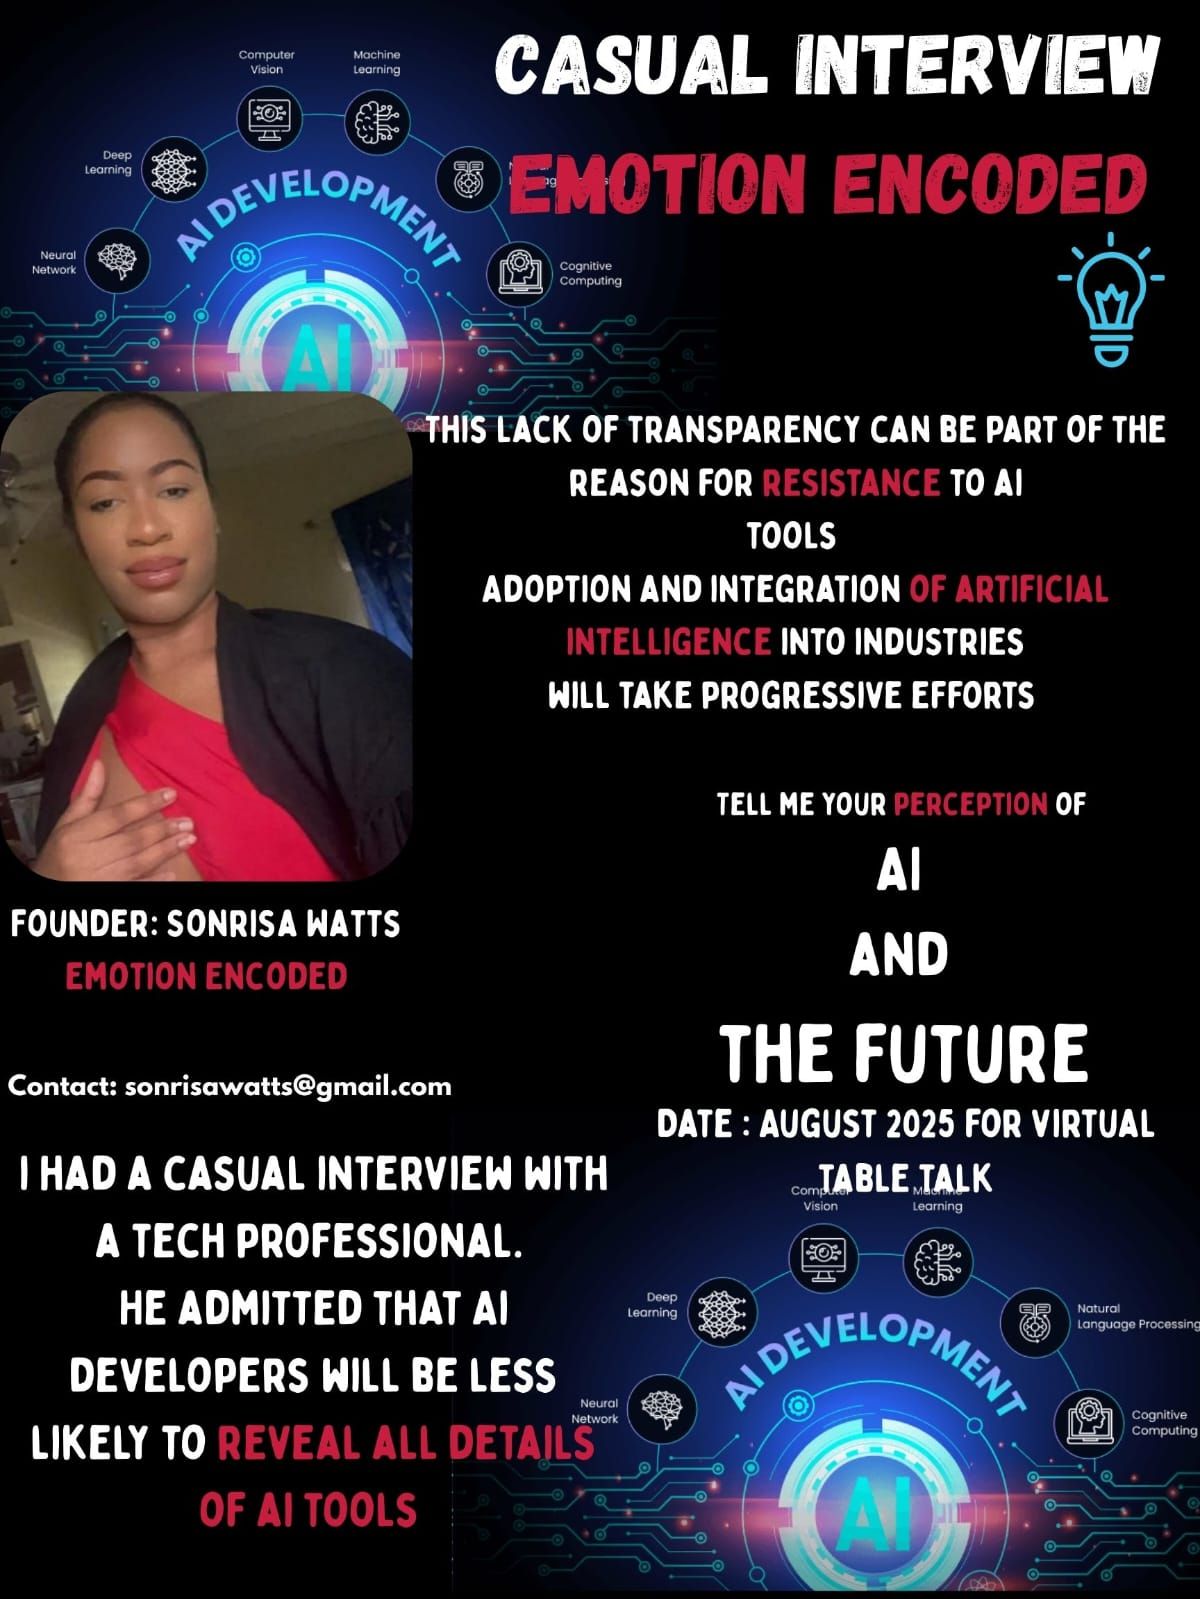 CASUAL INTERVIEW
EMOTION ENCODED
Computer
Vision
Machine
Learning
Deep
Learning
Neural
Network
Cognitive
Computing
AI DEVELOPMENT
AI
THIS LACK OF TRANSPARENCY CAN BE PART OF THE
REASON FOR RESISTANCE TO AI
TOOLS
ADOPTION AND INTEGRATION OF ARTIFICIAL
INTELLIGENCE INTO INDUSTRIES
WILL TAKE PROGRESSIVE EFFORTS
TELL ME YOUR PERCEPTION OF
AI
AND
THE FUTURE
DATE : AUGUST 2025 FOR VIRTUAL
TABLE TALK
FOUNDER: SONRISA WATTS
EMOTION ENCODED
Contact: sonrisawatts@gmail.com
I HAD A CASUAL INTERVIEW WITH
A TECH PROFESSIONAL.
HE ADMITTED THAT AI
DEVELOPERS WILL BE LESS
LIKELY TO REVEAL ALL DETAILS
OF AI TOOLS
Computer
Vision
Machine
Learning
Deep
Learning
Natural
Language Processing
Neural
Network
Cognitive
Computing
AI DEVELOPMENT
AI